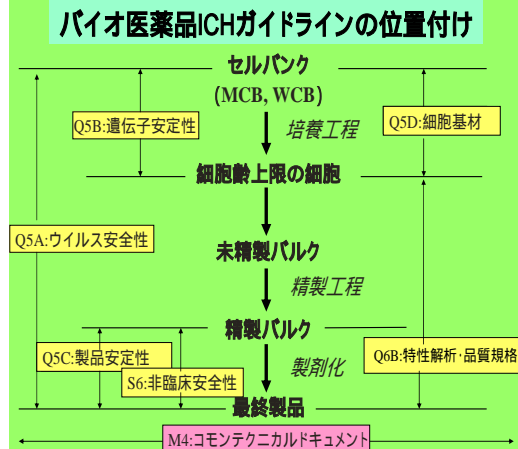 バイオ医薬品ICHガイドラインの位置付け
セルバンク
(MCB, WCB)
Q5B:遺伝子安定性
培養工程
Q5D:細胞基材
細胞齢上限の細胞
Q5A:ウイルス安全性
未精製バルク
精製工程
精製バルク
Q5C:製品安定性
製剤化
Q6B:特性解析･品質規格
S6:非臨床安全性
最終製品
M4:コモンテクニカルドキュメント